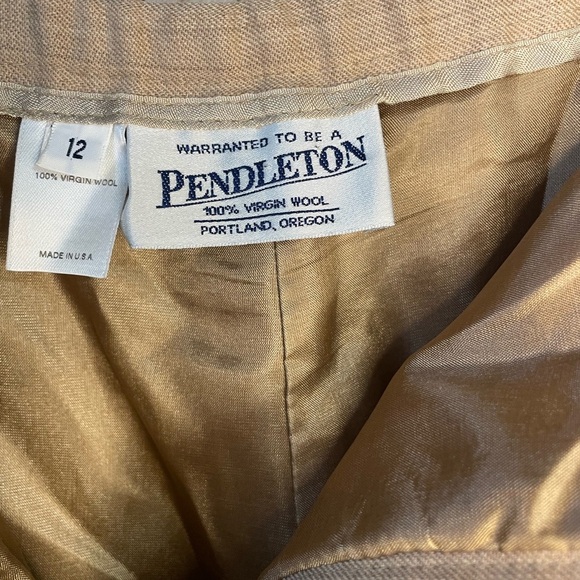 12
100% VIRGIN WOOL
MADE IN U.S.A.
WARRANTED TO BE A
PENDLETON
100% VIRGIN WOOL
PORTLAND, OREGON